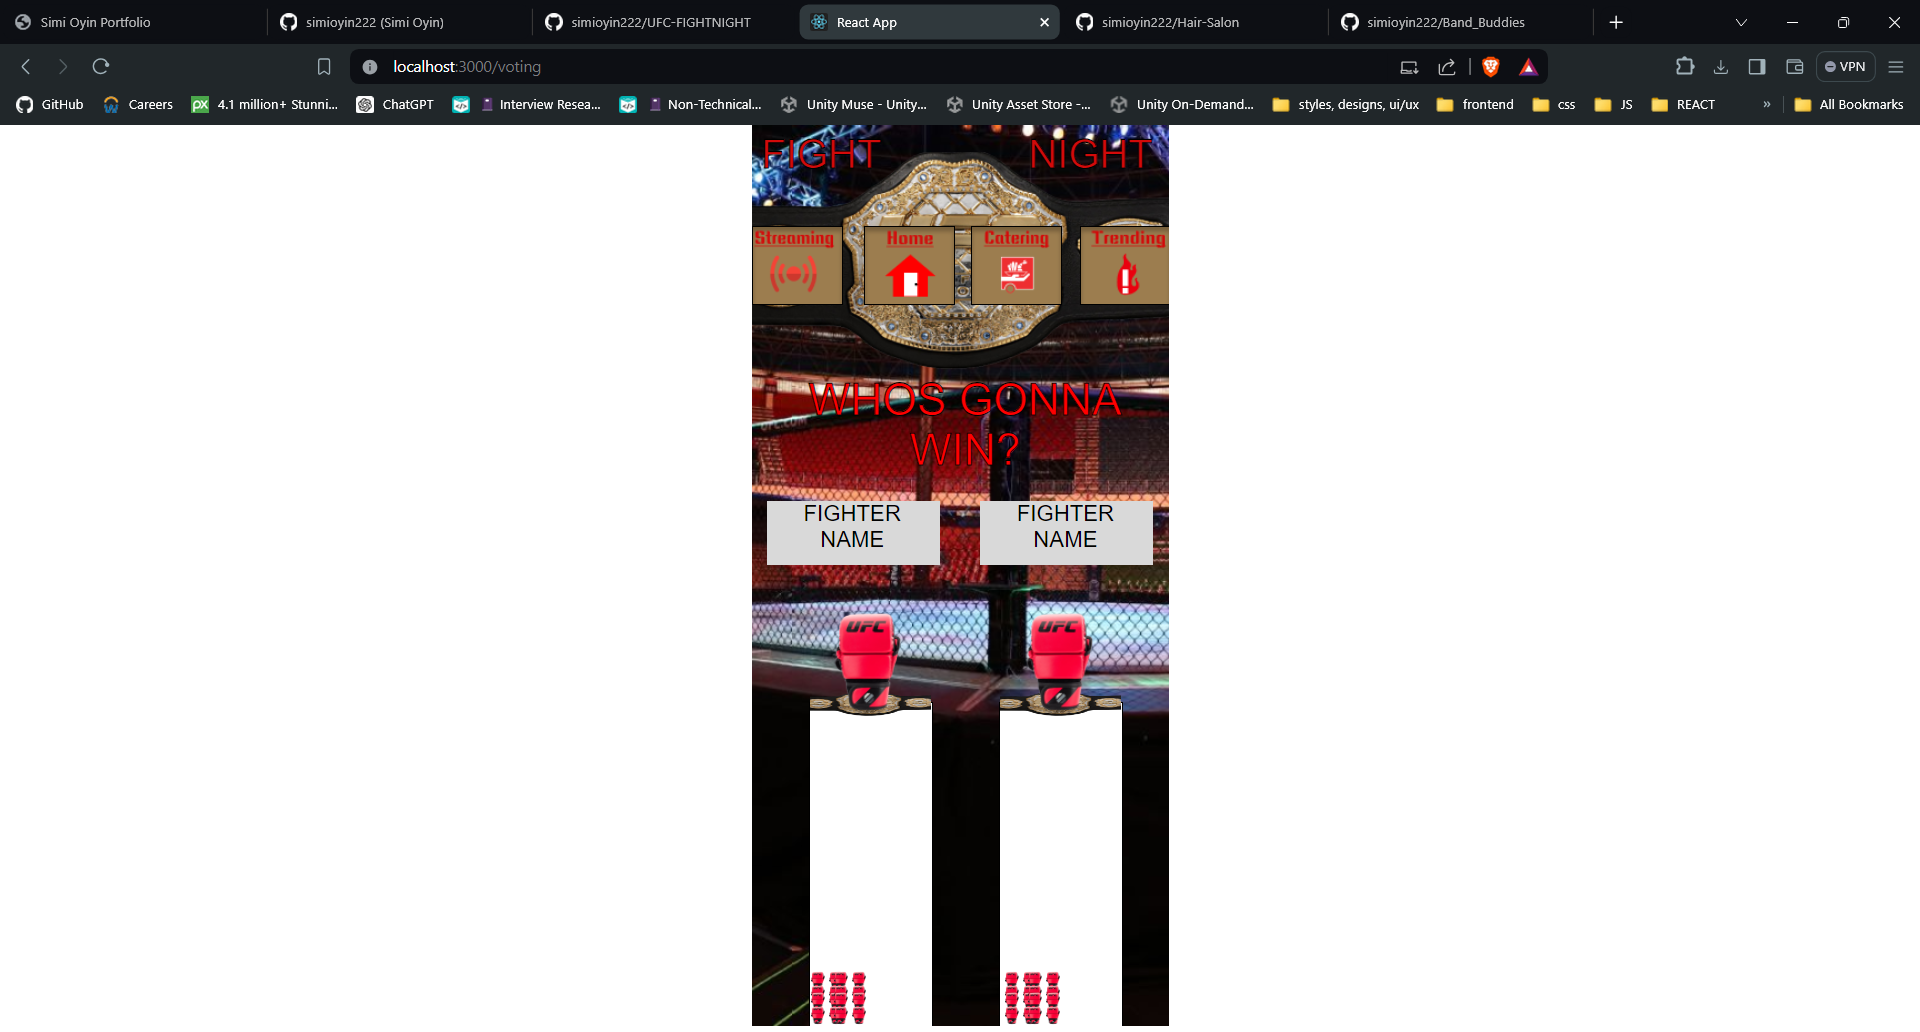 Simi Oyin Portfolio
simioyin222 (Simi Oyin)
simioyin222/UFC-FIGHTNIGHT
React App
simioyin222/Hair-Salon
simioyin222/Band_Buddies
localhost:3000/voting
VPN
GitHub
Careers
px
4.1 million+ Stunni...
ChatGPT
Interview Resea...
Non-Technical...
Unity Muse - Unity...
Unity Asset Store -...
Unity On-Demand...
styles, designs, ui/ux
frontend
css
JS
REACT
»
All Bookmarks
FIGHT
NIGHT
Streaming
Home
Catering
Trending
WHOS GONNA
WIN?
UFC.COM
FIGHTER
NAME
FIGHTER
NAME
UFC
UFC